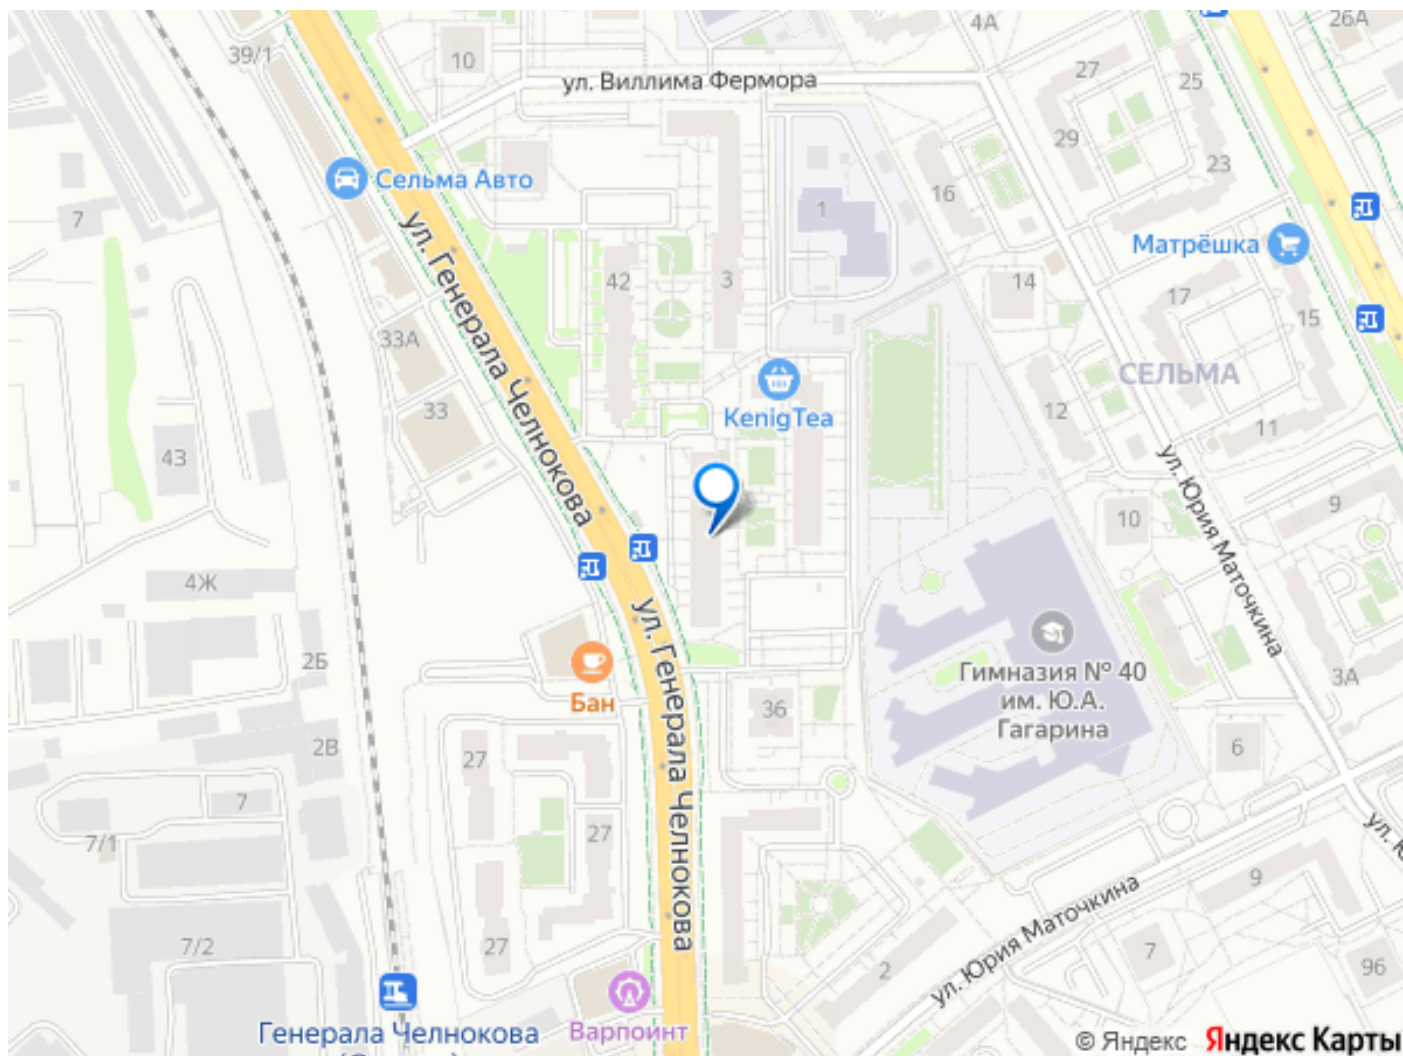 39/1
10
ул. Виллима Фермора
4А
26А
27
25
29
23
16
1
Сельма Авто
7
42
3
14
Матрёшка
17
15
33А
33
ул. Генерала Челнокова
KenigTea
12
СЕЛЬМА
11
43
10
9
ул. Юрия Маточкина
4Ж
2Б
2В
Бан
ул. Генерала Челнокова
36
Гимназия № 40
им. Ю.А.
Гагарина
3А
6
27
27
7
7/1
7/2
27
ул. Юрия Маточкина
2
9
7
96
Генерала Челнокова
Варпоинт
© Яндекс Яндекс Карты